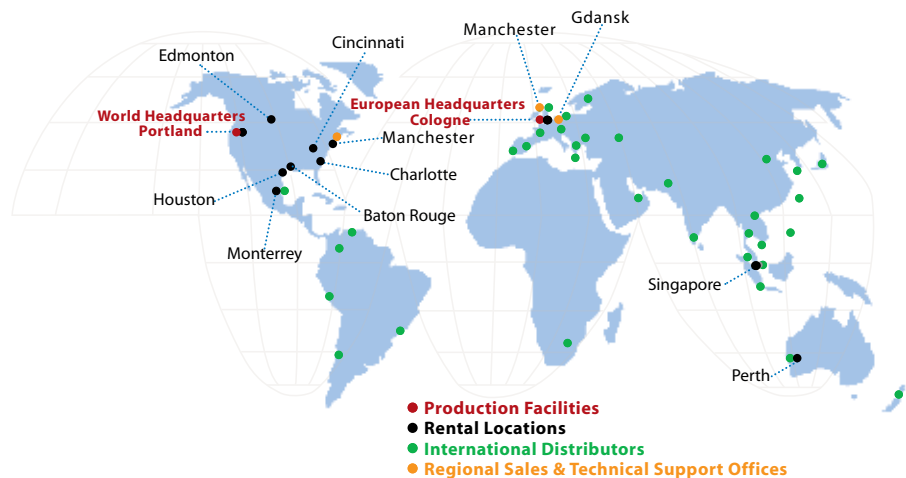 Gdansk
Manchester
Cincinnati
Edmonton
World Headquarters
Portland
European Headquarters
Cologne
Manchester
Charlotte
Houston
Baton Rouge
Monterrey
Singapore
Perth
Production Facilities
Rental Locations
International Distributors
Regional Sales & Technical Support Offices